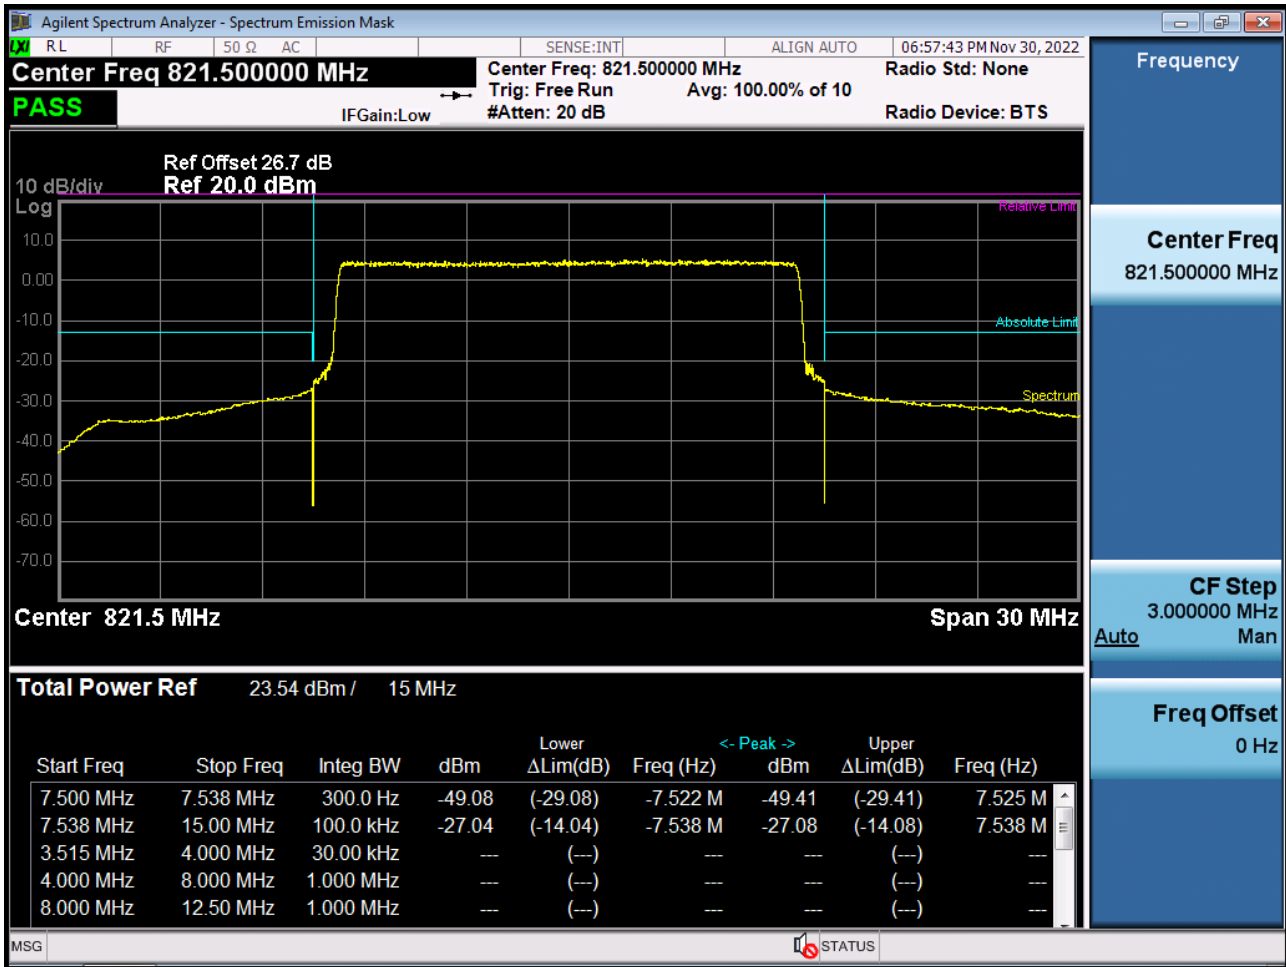 Agilent Spectrum Analyzer - Spectrum Emission Mask
LXI RL RF 50 Ω AC SENSE:INT ALIGN AUTO 06:57:43 PM Nov 30, 2022
Center Freq 821.500000 MHz
Center Freq: 821.500000 MHz Radio Std: None
Trig: Free Run Avg: 100.00% of 10
PASS
IFGain:Low #Atten: 20 dB Radio Device: BTS
Ref Offset 26.7 dB
10 dB/div Ref 20.0 dBm
Log
Relative Limit
10.0
0.00
-10.0
Absolute Limit
-20.0
-30.0
Spectrum
-40.0
-50.0
-60.0
-70.0
Center 821.5 MHz Span 30 MHz
Total Power Ref 23.54 dBm / 15 MHz
Lower <- Peak -> Upper
Start Freq Stop Freq Integ BW dBm ΔLim(dB) Freq (Hz) dBm ΔLim(dB) Freq (Hz)
7.500 MHz 7.538 MHz 300.0 Hz -49.08 (-29.08) -7.522 M -49.41 (-29.41) 7.525 M
7.538 MHz 15.00 MHz 100.0 kHz -27.04 (-14.04) -7.538 M -27.08 (-14.08) 7.538 M
3.515 MHz 4.000 MHz 30.00 kHz --- (---) --- --- (---) ---
4.000 MHz 8.000 MHz 1.000 MHz --- (---) --- --- (---) ---
8.000 MHz 12.50 MHz 1.000 MHz --- (---) --- --- (---) ---
MSG STATUS
Frequency
Center Freq
821.500000 MHz
CF Step
3.000000 MHz
Auto Man
Freq Offset
0 Hz